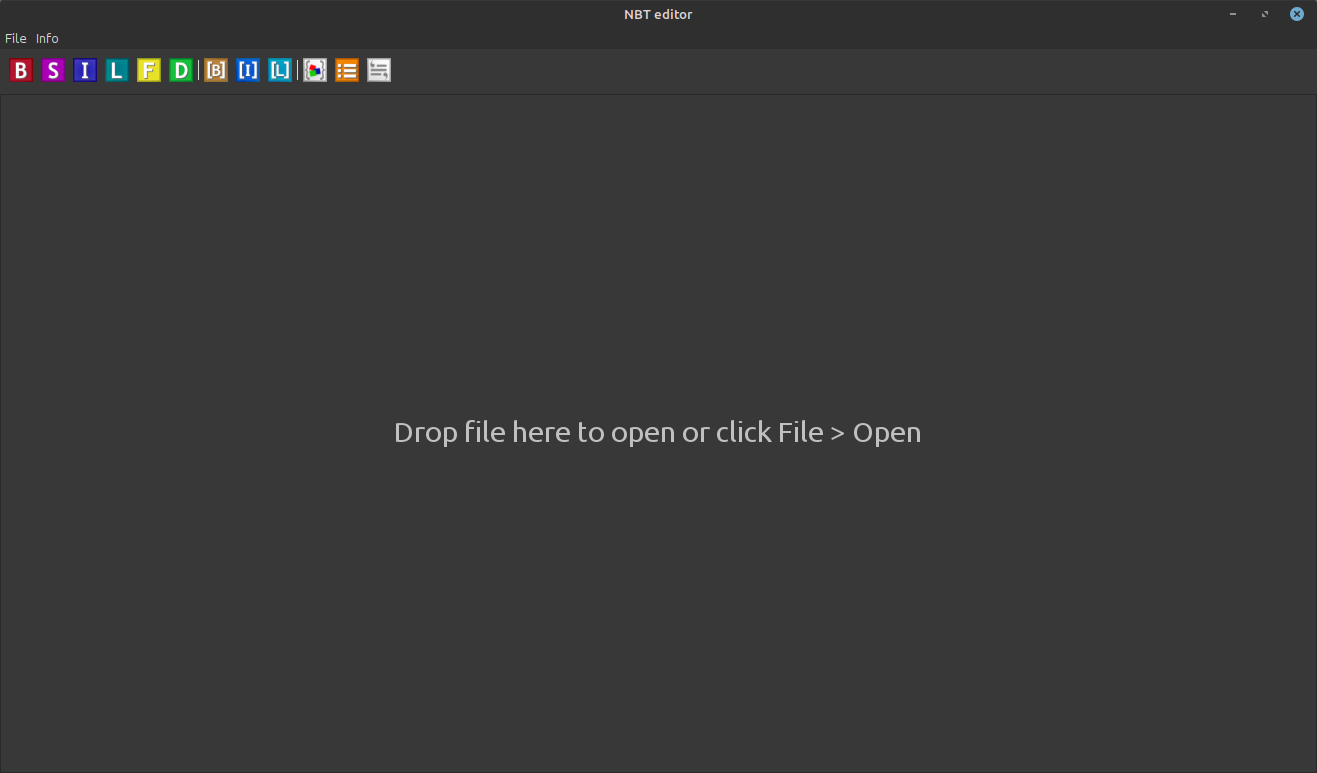 NBT editor
File Info
B S I L F D [B] [I] [L]
Drop file here to open or click File > Open